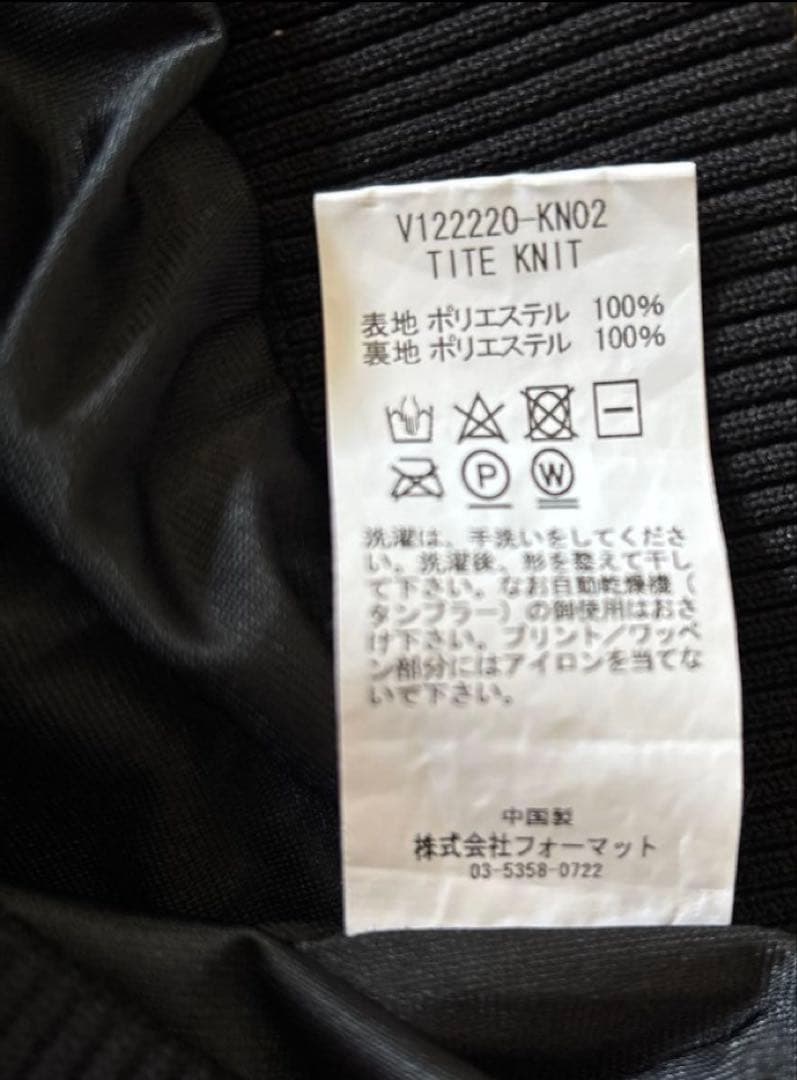 V122220-KN02
TITE KNIT
表地 ポリエステル 100%
裏地 ポリエステル 100%
P W
洗濯は、手洗いをしてくださ
い。洗濯後、形を整えて干し
て下さい。なお自動乾燥機（
タンブラー）の御使用はおさ
け下さい。プリント／ワッペ
ン部分にはアイロンを当てな
いで下さい。
中国製
株式会社フォーマット
03-5358-0722